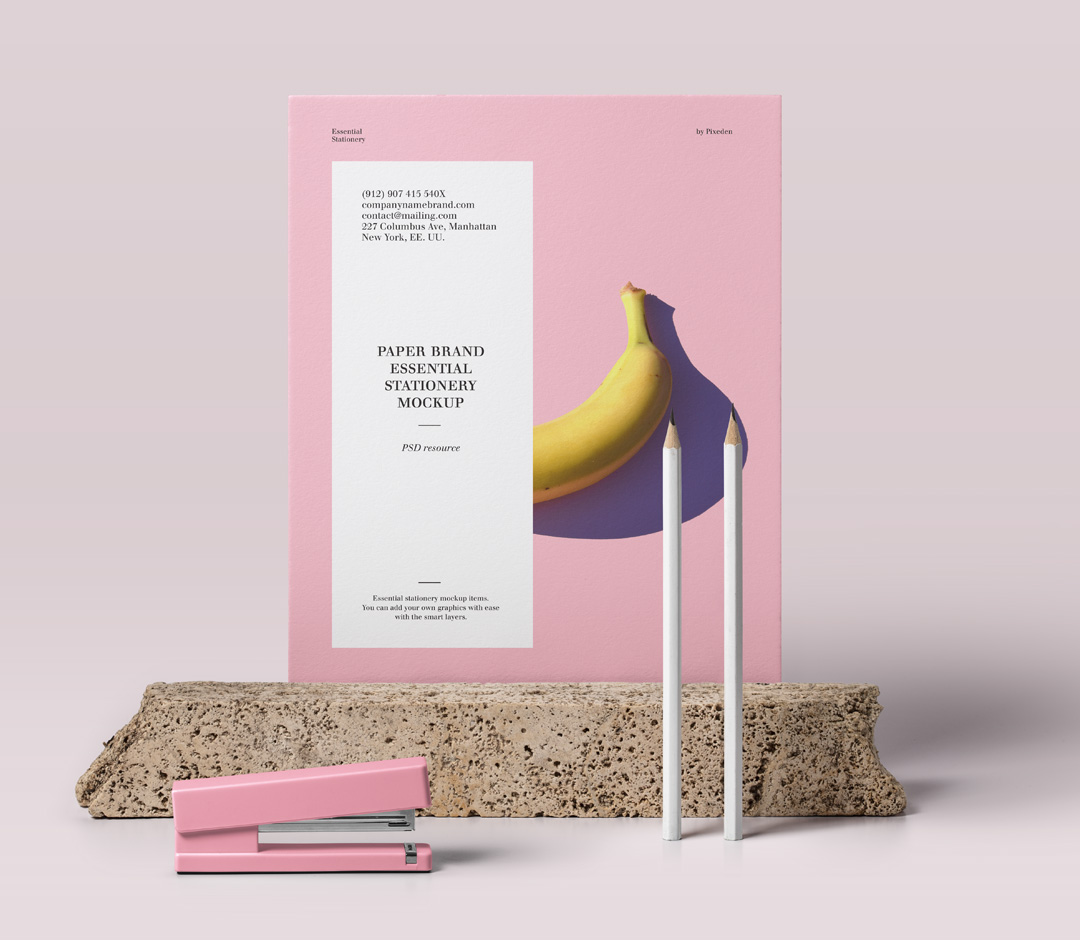 Essential
Stationery
by Pixeden
(912) 907 415 540X
companynamebrand.com
contact@mailing.com
227 Columbus Ave, Manhattan
New York, EE. UU.
PAPER BRAND
ESSENTIAL
STATIONERY
MOCKUP
PSD resource
Essential stationery mockup items.
You can add your own graphics with ease
with the smart layers.